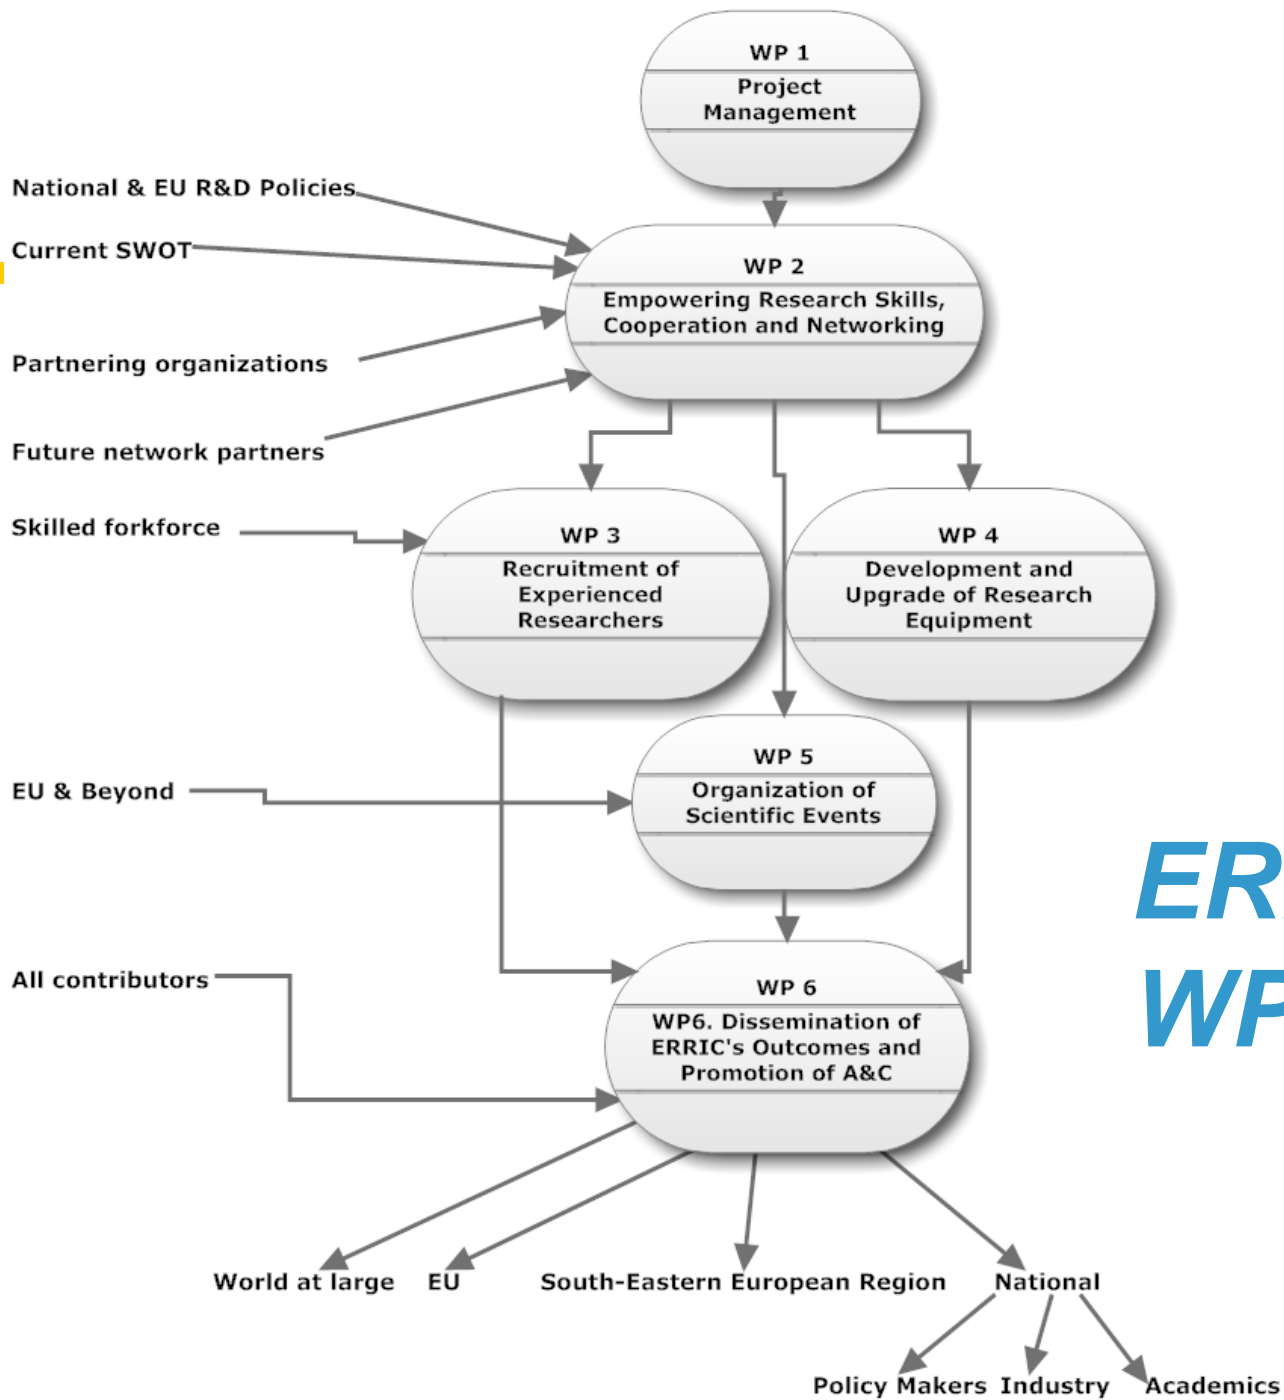 WP 1
Project
Management
National & EU R&D Policies
Current SWOT
WP 2
Empowering Research Skills,
Cooperation and Networking
Partnering organizations
Future network partners
Skilled forkforce
WP 3
Recruitment of
Experienced
Researchers
WP 4
Development and
Upgrade of Research
Equipment
WP 5
Organization of
Scientific Events
EU & Beyond
ER
WP
All contributors
WP 6
WP6. Dissemination of
ERRIC's Outcomes and
Promotion of A&C
World at large
EU
South-Eastern European Region
National
Policy Makers
Industry
Academics